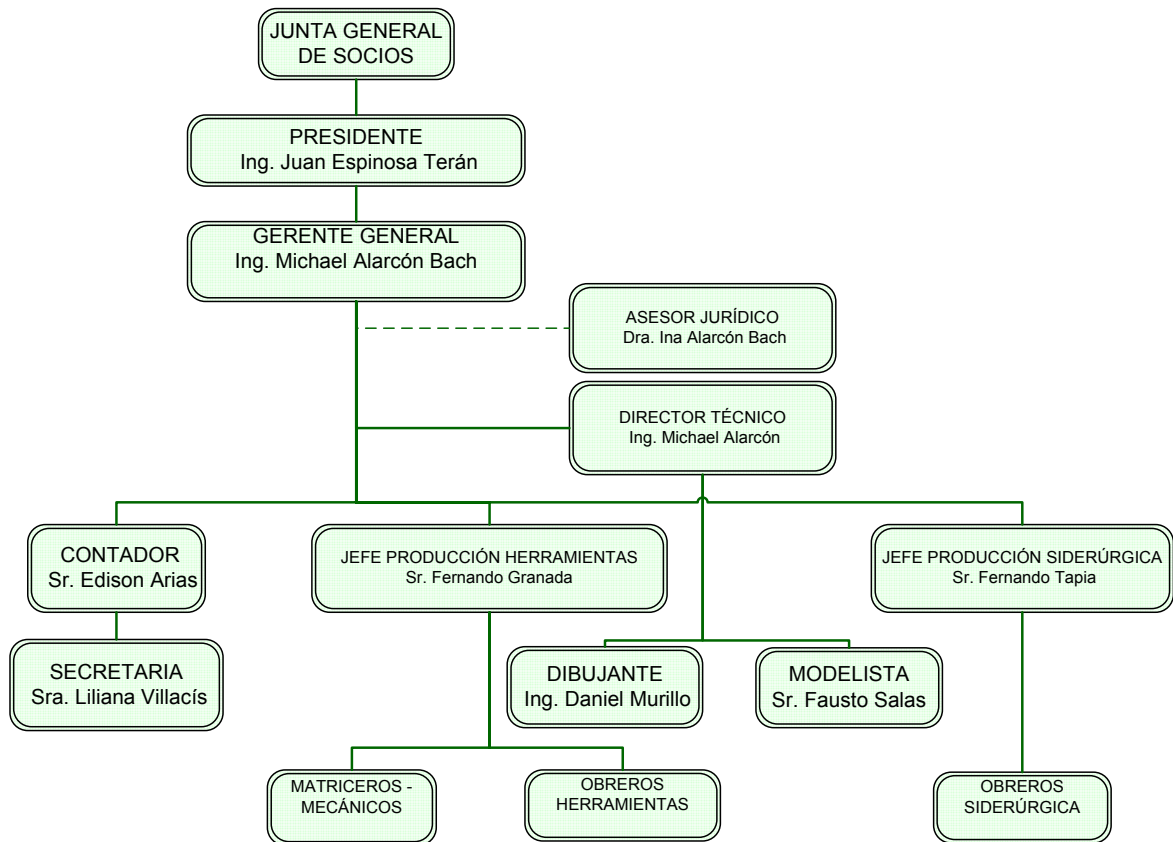 JUNTA GENERAL
DE SOCIOS
PRESIDENTE
Ing. Juan Espinosa Terán
GERENTE GENERAL
Ing. Michael Alarcón Bach
ASESOR JURÍDICO
Dra. Ina Alarcón Bach
DIRECTOR TÉCNICO
Ing. Michael Alarcón
CONTADOR
Sr. Edison Arias
JEFE PRODUCCIÓN HERRAMIENTAS
Sr. Fernando Granada
JEFE PRODUCCIÓN SIDERÚRGICA
Sr. Fernando Tapia
SECRETARIA
Sra. Liliana Villacís
DIBUJANTE
Ing. Daniel Murillo
MODELISTA
Sr. Fausto Salas
MATRICEROS -
MECÁNICOS
OBREROS
HERRAMIENTAS
OBREROS
SIDERÚRGICA